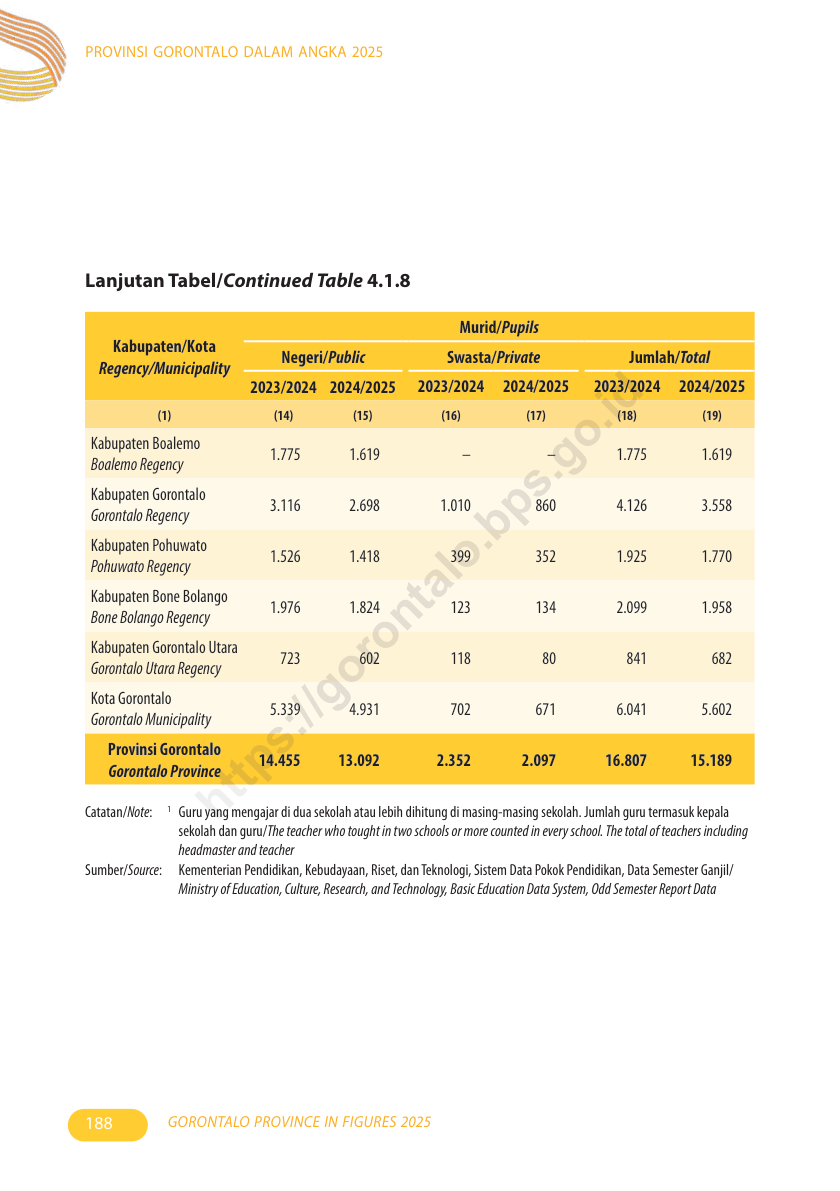 PROVINSI GORONTALO DALAM ANGKA 2025
Lanjutan Tabel/Continued Table 4.1.8
Kabupaten/Kota
Regency/Municipality
Murid/Pupils
Negeri/Public Swasta/Private Jumlah/Total
2023/2024 2024/2025 2023/2024 2024/2025 2023/2024 2024/2025
(1) (14) (15) (16) (17) (18) (19)
Kabupaten Boalemo
Boalemo Regency
1.775 1.619 – – 1.775 1.619
Kabupaten Gorontalo
Gorontalo Regency
3.116 2.698 1.010 860 4.126 3.558
Kabupaten Pohuwato
Pohuwato Regency
1.526 1.418 399 352 1.925 1.770
Kabupaten Bone Bolango
Bone Bolango Regency
1.976 1.824 123 134 2.099 1.958
Kabupaten Gorontalo Utara
Gorontalo Utara Regency
723 602 118 80 841 682
Kota Gorontalo
Gorontalo Municipality
5.339 4.931 702 671 6.041 5.602
Provinsi Gorontalo
Gorontalo Province
14.455 13.092 2.352 2.097 16.807 15.189
Catatan/Note: 1 Guru yang mengajar di dua sekolah atau lebih dihitung di masing-masing sekolah. Jumlah guru termasuk kepala
sekolah dan guru/The teacher who tought in two schools or more counted in every school. The total of teachers including
headmaster and teacher
Sumber/Source: Kementerian Pendidikan, Kebudayaan, Riset, dan Teknologi, Sistem Data Pokok Pendidikan, Data Semester Ganjil/
Ministry of Education, Culture, Research, and Technology, Basic Education Data System, Odd Semester Report Data
https://gorontalo.bps.go.id
188 GORONTALO PROVINCE IN FIGURES 2025